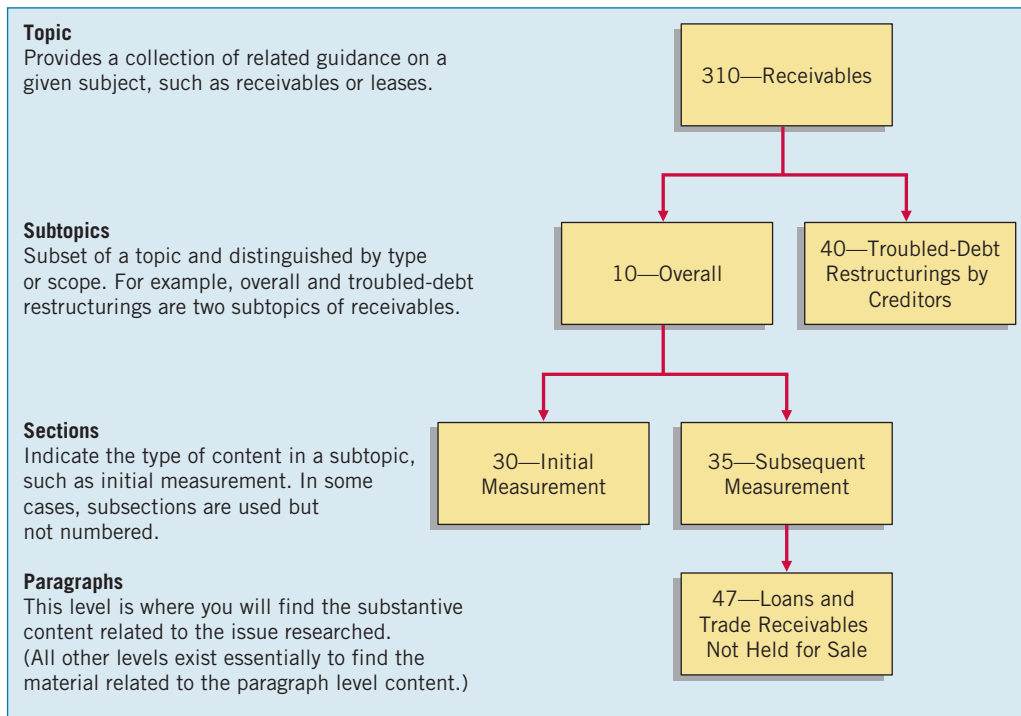 Topic
Provides a collection of related guidance on a
given subject, such as receivables or leases.
310—Receivables
Subtopics
Subset of a topic and distinguished by type
or scope. For example, overall and troubled-debt
restructurings are two subtopics of receivables.
10—Overall
40—Troubled-Debt
Restructurings by
Creditors
Sections
Indicate the type of content in a subtopic,
such as initial measurement. In some
cases, subsections are used but
not numbered.
30—Initial
Measurement
35—Subsequent
Measurement
Paragraphs
This level is where you will find the substantive
content related to the issue researched.
(All other levels exist essentially to find the
material related to the paragraph level content.)
47—Loans and
Trade Receivables
Not Held for Sale